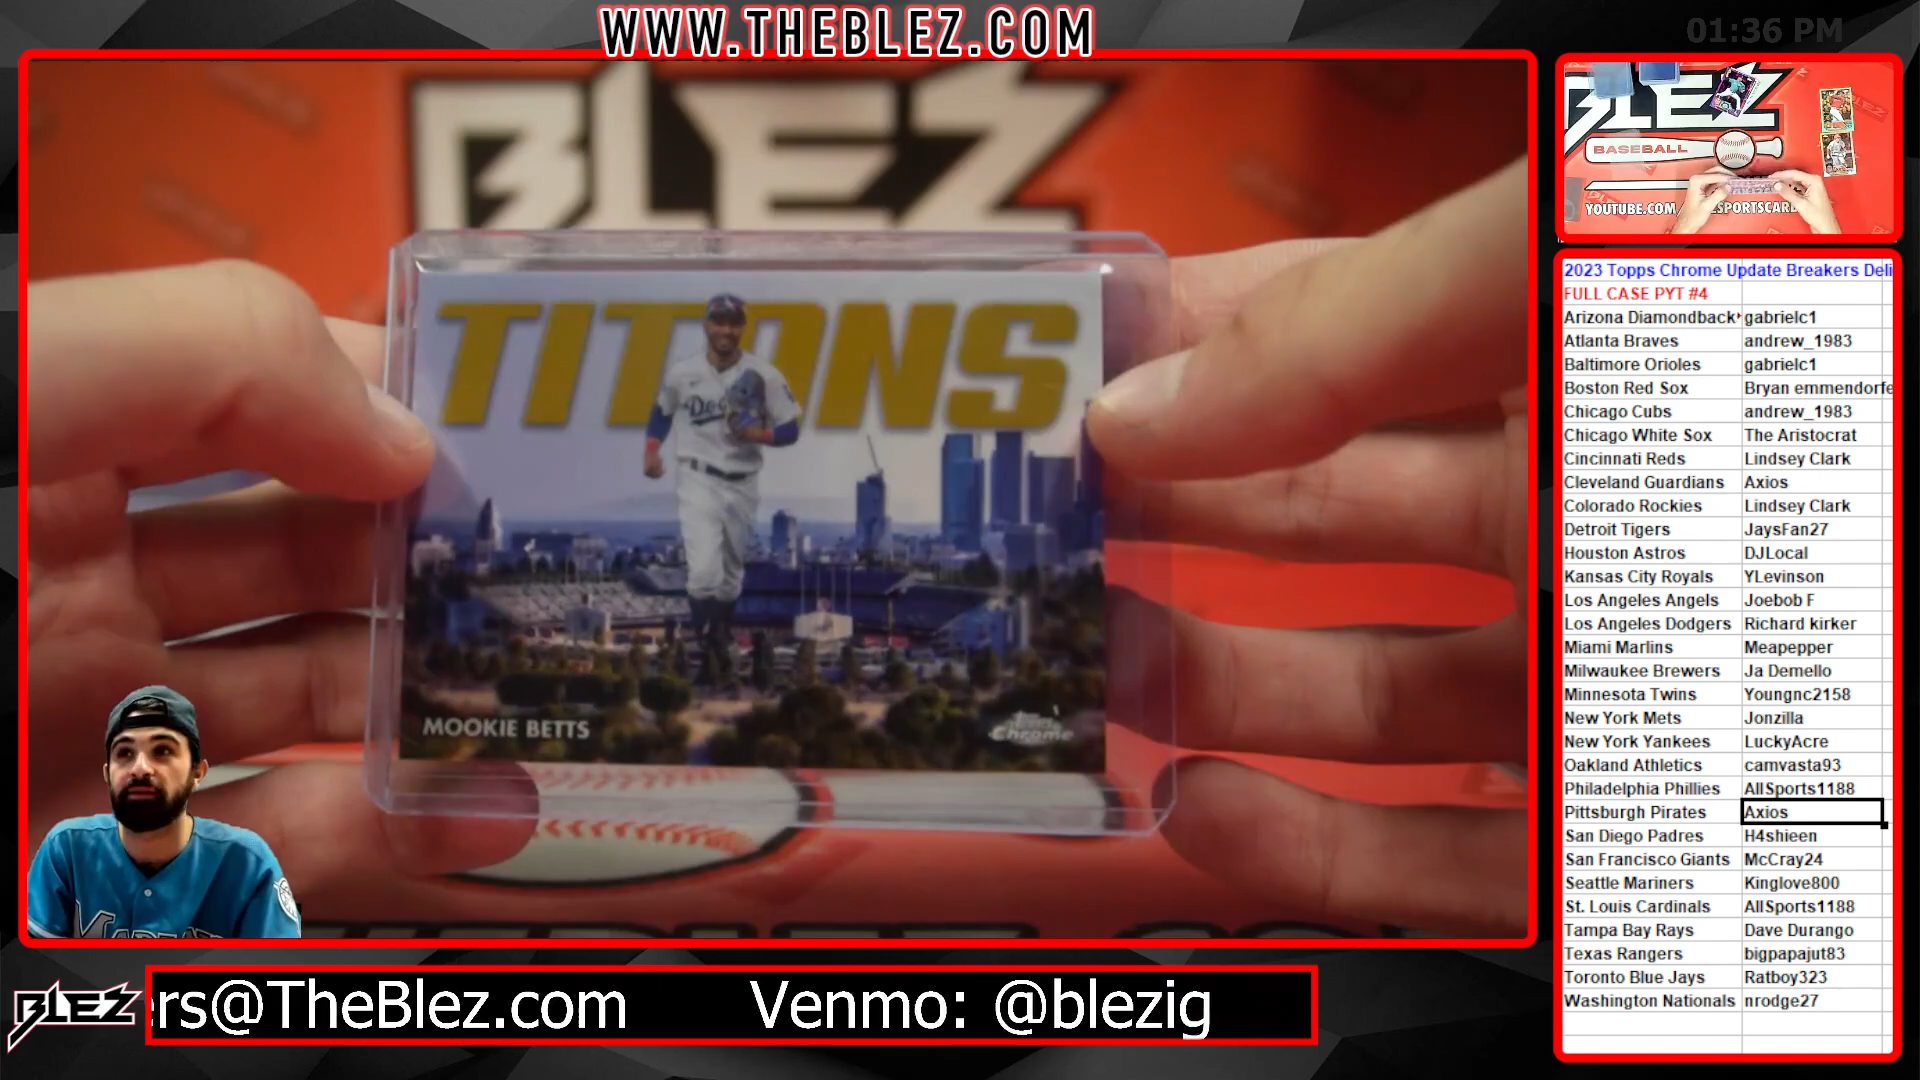 WWW.THEBLEZ.COM
01:36 PM
BLEZ
TITANS
Dod
MOOKIE BETTS
Topps
Chrome
BLEZ
BASEBALL
YOUTUBE.COM
2023 Topps Chrome Update Breakers Deli
FULL CASE PYT #4
Arizona Diamondback gabrielc1
Atlanta Braves andrew_1983
Baltimore Orioles gabrielc1
Boston Red Sox Bryan emmendorfe
Chicago Cubs andrew_1983
Chicago White Sox The Aristocrat
Cincinnati Reds Lindsey Clark
Cleveland Guardians Axios
Colorado Rockies Lindsey Clark
Detroit Tigers JaysFan27
Houston Astros DJLocal
Kansas City Royals YLevinson
Los Angeles Angels Joebob F
Los Angeles Dodgers Richard kirker
Miami Marlins Meapepper
Milwaukee Brewers Ja Demello
Minnesota Twins Youngnc2158
New York Mets Jonzilla
New York Yankees LuckyAcre
Oakland Athletics camvasta93
Philadelphia Phillies AllSports1188
Pittsburgh Pirates Axios
San Diego Padres H4shieen
San Francisco Giants McCray24
Seattle Mariners Kinglove800
St. Louis Cardinals AllSports1188
Tampa Bay Rays Dave Durango
Texas Rangers bigpapajut83
Toronto Blue Jays Ratboy323
Washington Nationals nrodge27
BLEZ
ers@TheBlez.com Venmo: @blezig